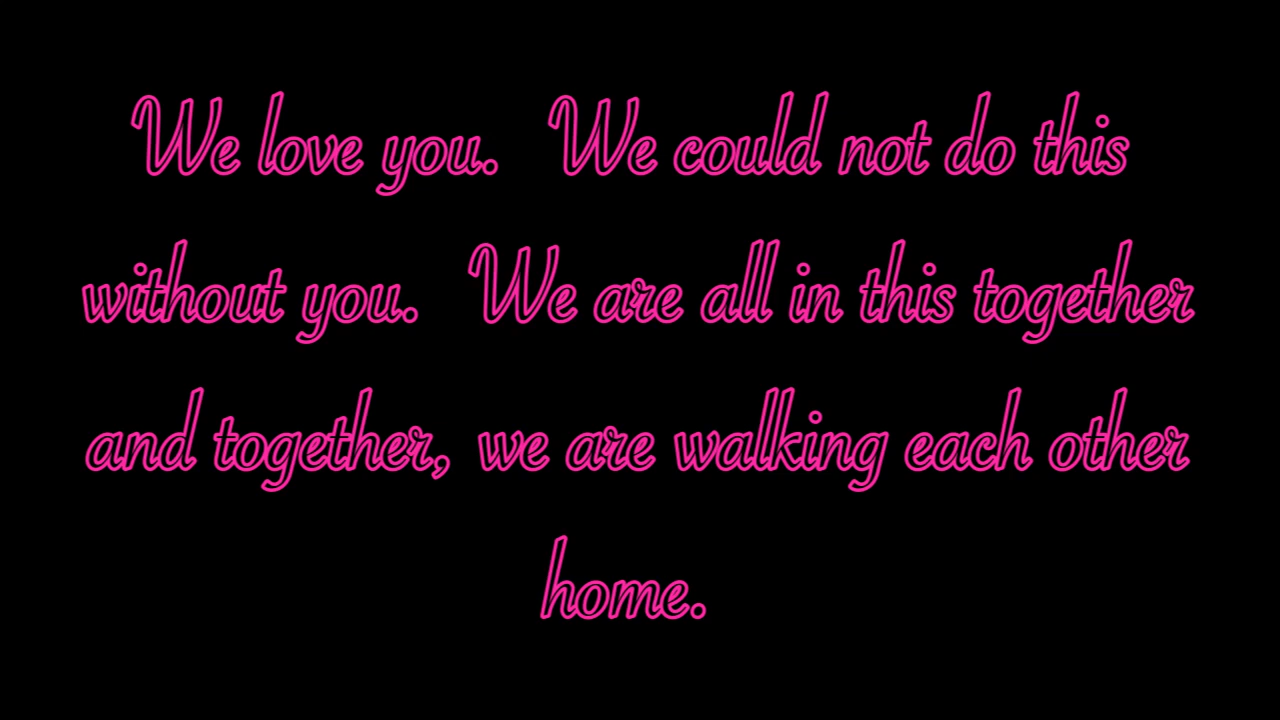 We love you. We could not do this
without you. We are all in this together
and together, we are walking each other
home.